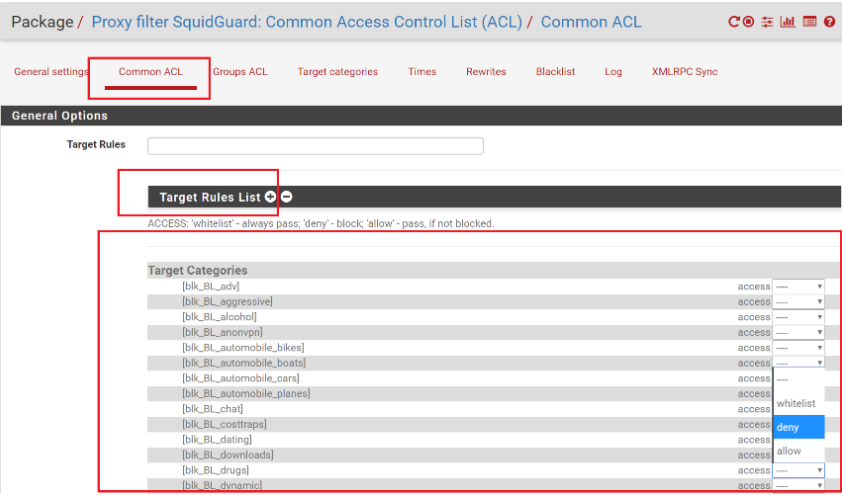 Package / Proxy filter SquidGuard: Common Access Control List (ACL) / Common ACL
General settings Common ACL Groups ACL Target categories Times Rewrites Blacklist Log XMLRPC Sync
General Options
Target Rules
Target Rules List
ACCESS: 'whitelist' - always pass; 'deny' - block; 'allow' - pass, if not blocked.
Target Categories
[blk_BL_adv] access ----
[blk_BL_aggressive] access ----
[blk_BL_alcohol] access ----
[blk_BL_anonvpn] access ----
[blk_BL_automobile_bikes] access ----
[blk_BL_automobile_boats] access ----
[blk_BL_automobile_cars] access ----
[blk_BL_automobile_planes] access
[blk_BL_chat] access whitelist
[blk_BL_costtraps] access deny
[blk_BL_dating] access
[blk_BL_downloads] access allow
[blk_BL_drugs] access ----
[blk_BL_dynamic] access ----